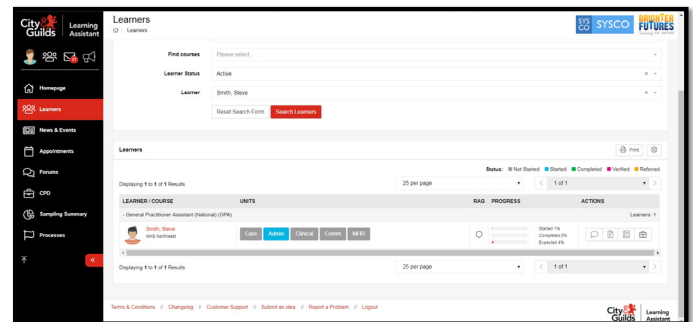 City Guilds Learning Assistant
Learners
Learners
SYS CO SYSCO BRIGHTER FUTURES
Find courses Please select...
Learner Status Active
Learner Smith, Steve
Reset Search Form Search Learners
Homepage
Learners
News & Events
Appointments
Forums
CPD
Sampling Summary
Processes
Learners Print
Status: Not Started Started Completed Verified Referred
Displaying 1 to 1 of 1 Results 25 per page 1 of 1
LEARNER / COURSE UNITS RAG PROGRESS ACTIONS
- General Practitioner Assistant (National) (GPA) Learners: 1
Smith, Steve
NHS Northwest
Care Admin Clinical Comm MHR
Started 1%
Completed 0%
Expected 4%
Displaying 1 to 1 of 1 Results 25 per page 1 of 1
Terms & Conditions // Changelog // Customer Support // Submit an idea // Report a Problem // Logout
City Guilds Learning Assistant